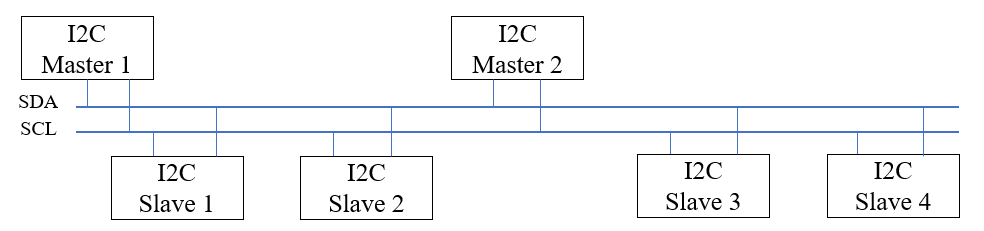 I2C
Master 1
I2C
Master 2
SDA
SCL
I2C
Slave 1
I2C
Slave 2
I2C
Slave 3
I2C
Slave 4